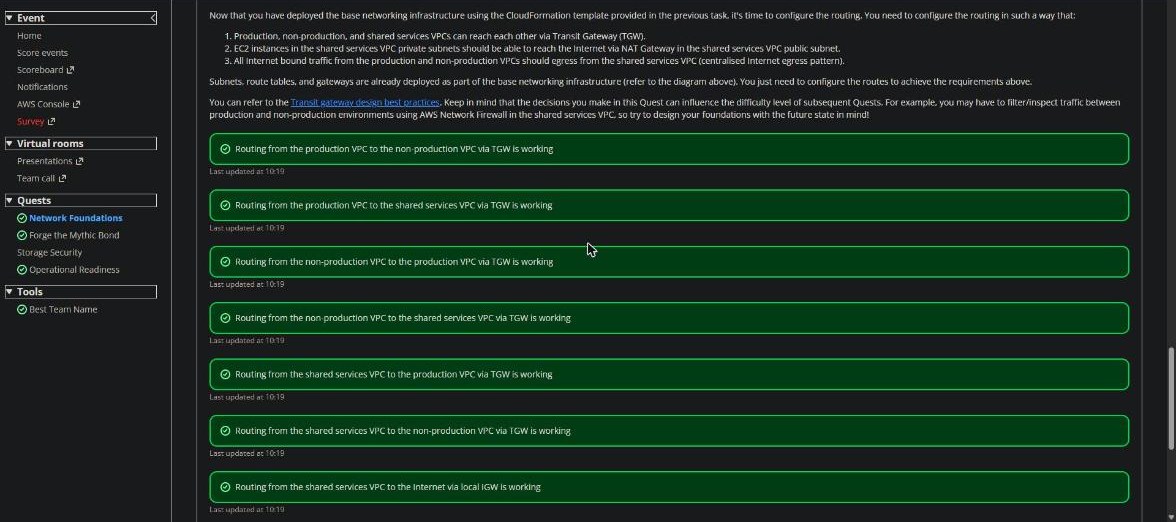 Event
Home
Score events
Scoreboard
Notifications
AWS Console
Survey
Virtual rooms
Presentations
Team call
Quests
Network Foundations
Forge the Mythic Bond
Storage Security
Operational Readiness
Tools
Best Team Name
Now that you have deployed the base networking infrastructure using the CloudFormation template provided in the previous task, it's time to configure the routing. You need to configure the routing in such a way that:
1. Production, non-production, and shared services VPCs can reach each other via Transit Gateway (TGW).
2. EC2 instances in the shared services VPC private subnets should be able to reach the Internet via NAT Gateway in the shared services VPC public subnet.
3. All Internet bound traffic from the production and non-production VPCs should egress from the shared services VPC (centralised Internet egress pattern).
Subnets, route tables, and gateways are already deployed as part of the base networking infrastructure (refer to the diagram above). You just need to configure the routes to achieve the requirements above.
You can refer to the Transit gateway design best practices. Keep in mind that the decisions you make in this Quest can influence the difficulty level of subsequent Quests. For example, you may have to filter/inspect traffic between
production and non-production environments using AWS Network Firewall in the shared services VPC, so try to design your foundations with the future state in mind!
Routing from the production VPC to the non-production VPC via TGW is working
Last updated at 10:19
Routing from the production VPC to the shared services VPC via TGW is working
Last updated at 10:19
Routing from the non-production VPC to the production VPC via TGW is working
Last updated at 10:19
Routing from the non-production VPC to the shared services VPC via TGW is working
Last updated at 10:19
Routing from the shared services VPC to the production VPC via TGW is working
Last updated at 10:19
Routing from the shared services VPC to the non-production VPC via TGW is working
Last updated at 10:19
Routing from the shared services VPC to the Internet via local IGW is working
Last updated at 10:19